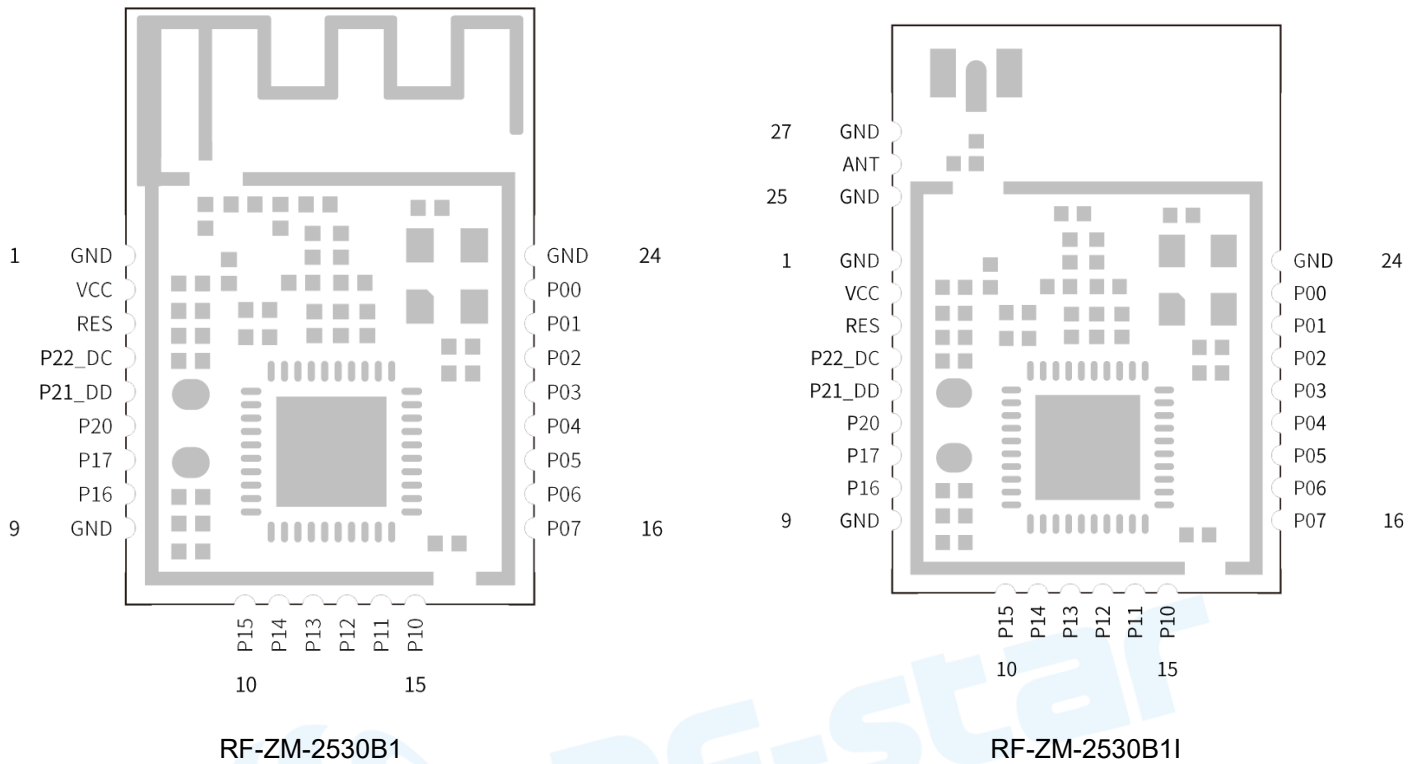 27 GND
ANT
25 GND
1 GND GND 24
VCC P00
RES P01
P22_DC P02
P21_DD P03
P20 P04
P17 P05
P16 P06
9 GND P07 16
P15 P14 P13 P12 P11 P10
10 15
RF-ZM-2530B1
1 GND GND 24
VCC P00
RES P01
P22_DC P02
P21_DD P03
P20 P04
P17 P05
P16 P06
9 GND P07 16
P15 P14 P13 P12 P11 P10
10 15
RF-ZM-2530B1I
RF-star